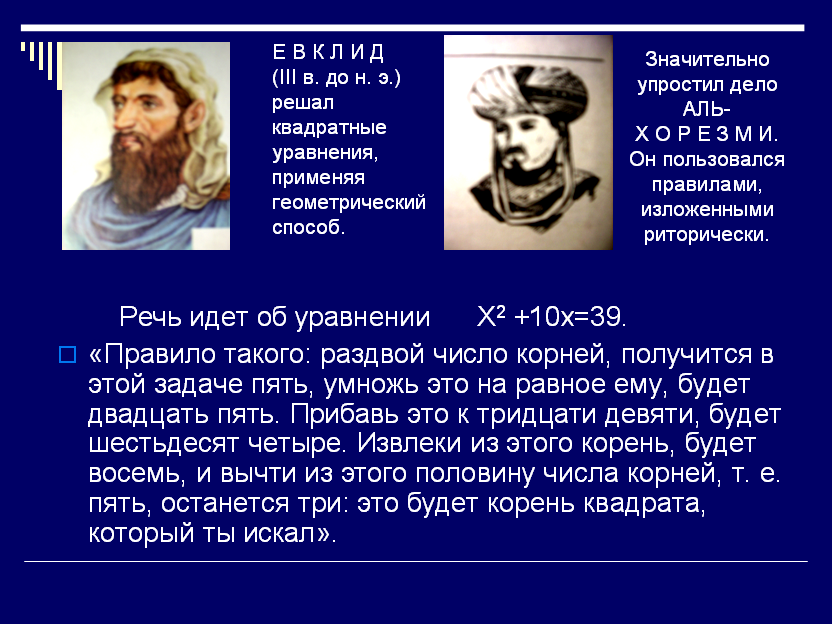 Е В К Л И Д
(III в. до н. э.)
решал
квадратные
уравнения,
применяя
геометрический
способ.
Значительно
упростил дело
АЛЬ-
Х О Р Е З М И.
Он пользовался
правилами,
изложенными
риторически.
Речь идет об уравнении X² +10x=39.
«Правило такого: раздвой число корней, получится в
этой задаче пять, умножь это на равное ему, будет
двадцать пять. Прибавь это к тридцати девяти, будет
шестьдесят четыре. Извлеки из этого корень, будет
восемь, и вычти из этого половину числа корней, т. е.
пять, останется три: это будет корень квадрата,
который ты искал».